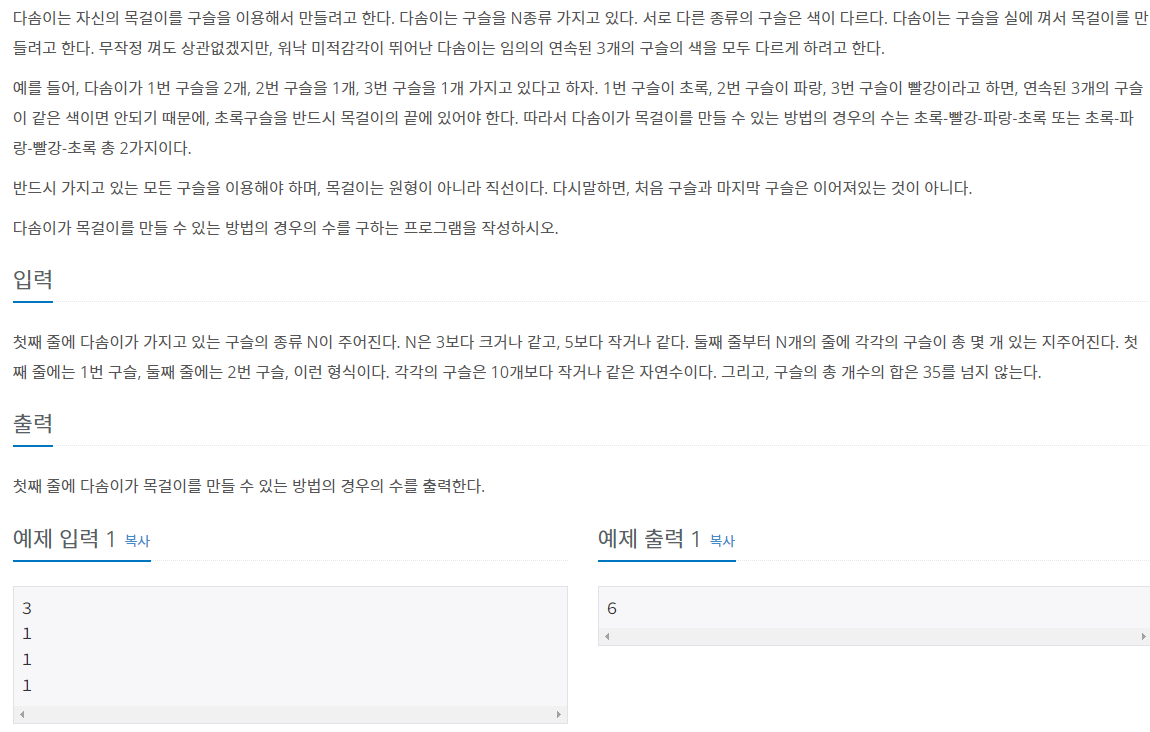 다솜이는 자신의 목걸이를 구슬을 이용해서 만들려고 한다. 다솜이는 구슬을 N종류 가지고 있다. 서로 다른 종류의 구슬은 색이 다르다. 다솜이는 구슬을 실에 껴서 목걸이를 만
들려고 한다. 무작정 껴도 상관없겠지만, 워낙 미적감각이 뛰어난 다솜이는 임의의 연속된 3개의 구슬의 색을 모두 다르게 하려고 한다.
예를 들어, 다솜이가 1번 구슬을 2개, 2번 구슬을 1개, 3번 구슬을 1개 가지고 있다고 하자. 1번 구슬이 초록, 2번 구슬이 파랑, 3번 구슬이 빨강이라고 하면, 연속된 3개의 구슬
이 같은 색이면 안되기 때문에, 초록구슬을 반드시 목걸이의 끝에 있어야 한다. 따라서 다솜이가 목걸이를 만들 수 있는 방법의 경우의 수는 초록-빨강-파랑-초록 또는 초록-파
랑-빨강-초록 총 2가지이다.
반드시 가지고 있는 모든 구슬을 이용해야 하며, 목걸이는 원형이 아니라 직선이다. 다시말하면, 처음 구슬과 마지막 구슬은 이어져있는 것이 아니다.
다솜이가 목걸이를 만들 수 있는 방법의 경우의 수를 구하는 프로그램을 작성하시오.
입력
첫째 줄에 다솜이가 가지고 있는 구슬의 종류 N이 주어진다. N은 3보다 크거나 같고, 5보다 작거나 같다. 둘째 줄부터 N개의 줄에 각각의 구슬이 총 몇 개 있는 지주어진다. 첫
째 줄에는 1번 구슬, 둘째 줄에는 2번 구슬, 이런 형식이다. 각각의 구슬은 10개보다 작거나 같은 자연수이다. 그리고, 구슬의 총 개수의 합은 35를 넘지 않는다.
출력
첫째 줄에 다솜이가 목걸이를 만들 수 있는 방법의 경우의 수를 출력한다.
예제 입력 1 복사
3
1
1
1
예제 출력 1 복사
6